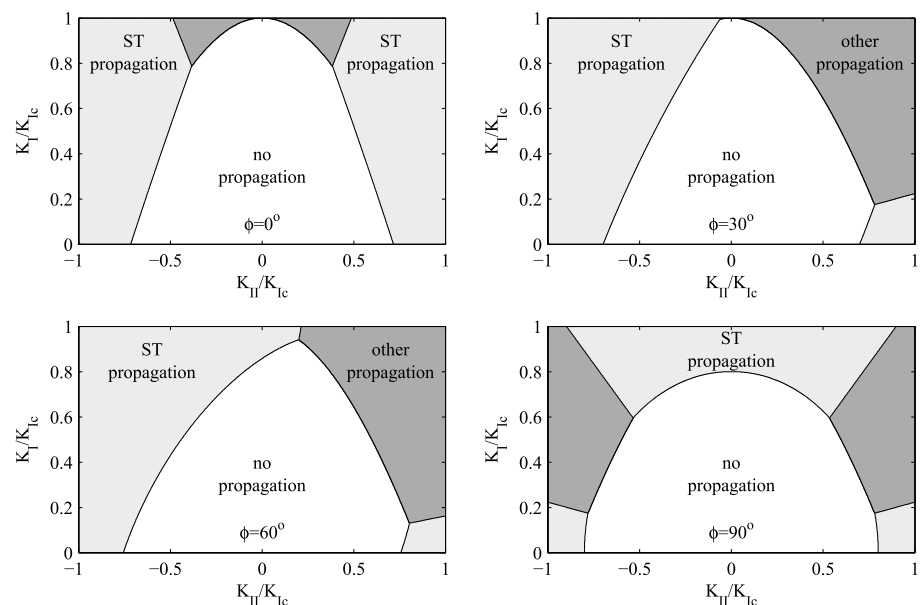 1
0.8
0.6
0.4
0.2
0
K_I/K_Ic
ST
propagation
ST
propagation
no
propagation
ϕ=0°
−1
−0.5
0
0.5
1
K_II/K_Ic
1
0.8
0.6
0.4
0.2
0
K_I/K_Ic
ST
propagation
other
propagation
no
propagation
ϕ=30°
−1
−0.5
0
0.5
1
K_II/K_Ic
1
0.8
0.6
0.4
0.2
0
K_I/K_Ic
ST
propagation
other
propagation
no
propagation
ϕ=60°
−1
−0.5
0
0.5
1
K_II/K_Ic
1
0.8
0.6
0.4
0.2
0
K_I/K_Ic
ST
propagation
no
propagation
ϕ=90°
−1
−0.5
0
0.5
1
K_II/K_Ic